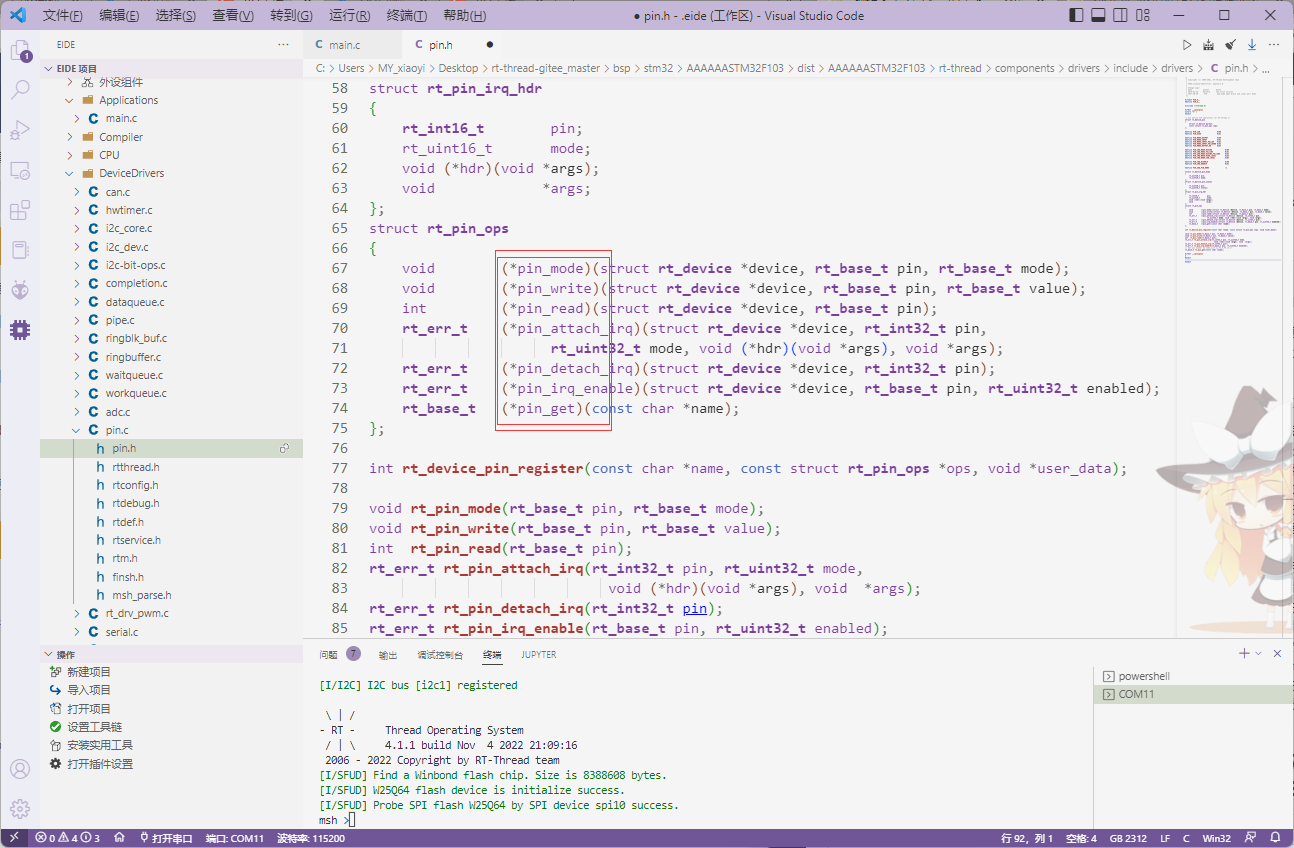 文件(F) 编辑(E) 选择(S) 查看(V) 转到(G) 运行(R) 终端(T) 帮助(H) ● pin.h - .eide (工作区) - Visual Studio Code
EIDE ···
C main.c C pin.h ●
C: > Users > MY_xiaoyi > Desktop > rt-thread-gitee_master > bsp > stm32 > AAAAAASTM32F103 > dist > AAAAAASTM32F103 > rt-thread > components > drivers > include > drivers > C pin.h > ...
EIDE 项目
外设组件
Applications
C main.c
Compiler
CPU
DeviceDrivers
C can.c
C hwtimer.c
C i2c_core.c
C i2c_dev.c
C i2c-bit-ops.c
C completion.c
C dataqueue.c
C pipe.c
C ringblk_buf.c
C ringbuffer.c
C waitqueue.c
C workqueue.c
C adc.c
C pin.c
h pin.h
h rtthread.h
h rtconfig.h
h rtdebug.h
h rtdef.h
h rtservice.h
h rtm.h
h finsh.h
h msh_parse.h
C rt_drv_pwm.c
C serial.c
操作
新建项目
导入项目
打开项目
设置工具链
安装实用工具
打开插件设置
58 struct rt_pin_irq_hdr
59 {
60 rt_int16_t pin;
61 rt_uint16_t mode;
62 void (*hdr)(void *args);
63 void *args;
64 };
65 struct rt_pin_ops
66 {
67 void (*pin_mode)(struct rt_device *device, rt_base_t pin, rt_base_t mode);
68 void (*pin_write)(struct rt_device *device, rt_base_t pin, rt_base_t value);
69 int (*pin_read)(struct rt_device *device, rt_base_t pin);
70 rt_err_t (*pin_attach_irq)(struct rt_device *device, rt_int32_t pin,
71 rt_uint32_t mode, void (*hdr)(void *args), void *args);
72 rt_err_t (*pin_detach_irq)(struct rt_device *device, rt_int32_t pin);
73 rt_err_t (*pin_irq_enable)(struct rt_device *device, rt_base_t pin, rt_uint32_t enabled);
74 rt_base_t (*pin_get)(const char *name);
75 };
76
77 int rt_device_pin_register(const char *name, const struct rt_pin_ops *ops, void *user_data);
78
79 void rt_pin_mode(rt_base_t pin, rt_base_t mode);
80 void rt_pin_write(rt_base_t pin, rt_base_t value);
81 int rt_pin_read(rt_base_t pin);
82 rt_err_t rt_pin_attach_irq(rt_int32_t pin, rt_uint32_t mode,
83 void (*hdr)(void *args), void *args);
84 rt_err_t rt_pin_detach_irq(rt_int32_t pin);
85 rt_err_t rt_pin_irq_enable(rt_base_t pin, rt_uint32_t enabled);
问题 7 输出 调试控制台 终端 JUPYTER
[I/I2C] I2C bus [i2c1] registered
\ | /
- RT - Thread Operating System
/ | \ 4.1.1 build Nov 4 2022 21:09:16
2006 - 2022 Copyright by RT-Thread team
[I/SFUD] Find a Winbond flash chip. Size is 8388608 bytes.
[I/SFUD] W25Q64 flash device is initialize success.
[I/SFUD] Probe SPI flash W25Q64 by SPI device spi10 success.
msh >
powershell
COM11
0 4 3 打开串口 端口: COM11 波特率: 115200 行 92，列 1 空格: 4 GB 2312 LF C Win32